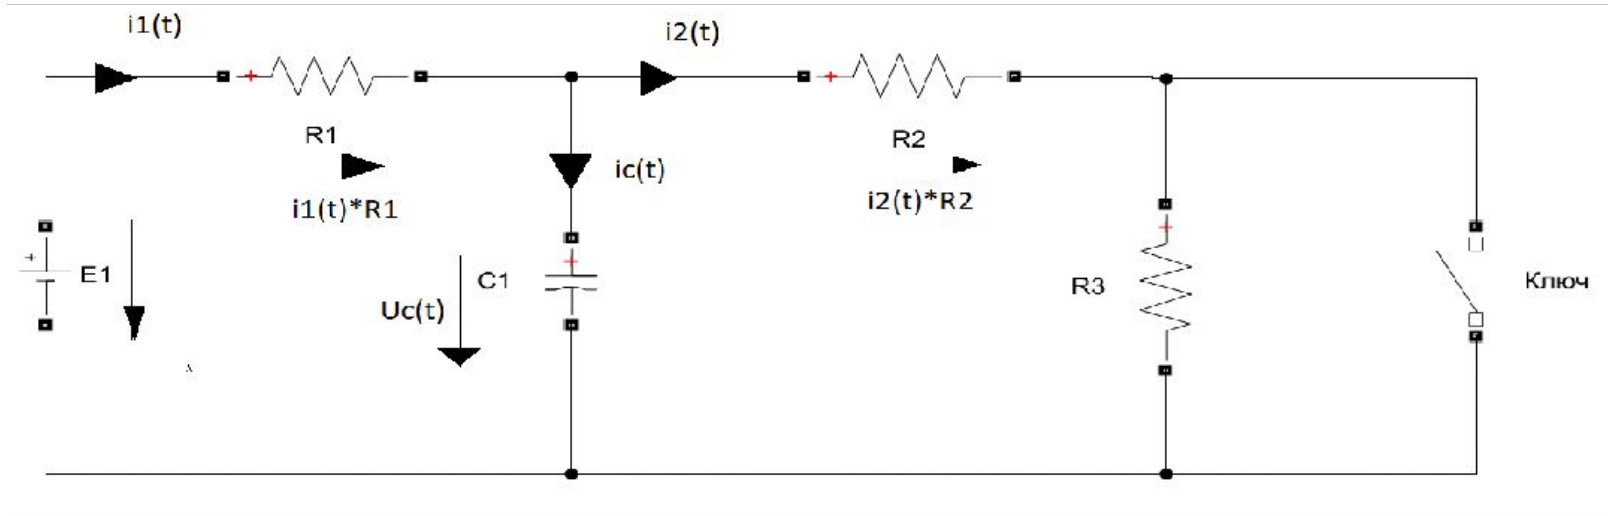 i1(t)
i2(t)
R1
R2
ic(t)
i1(t)*R1
i2(t)*R2
+
E1
C1
R3
Ключ
Uc(t)